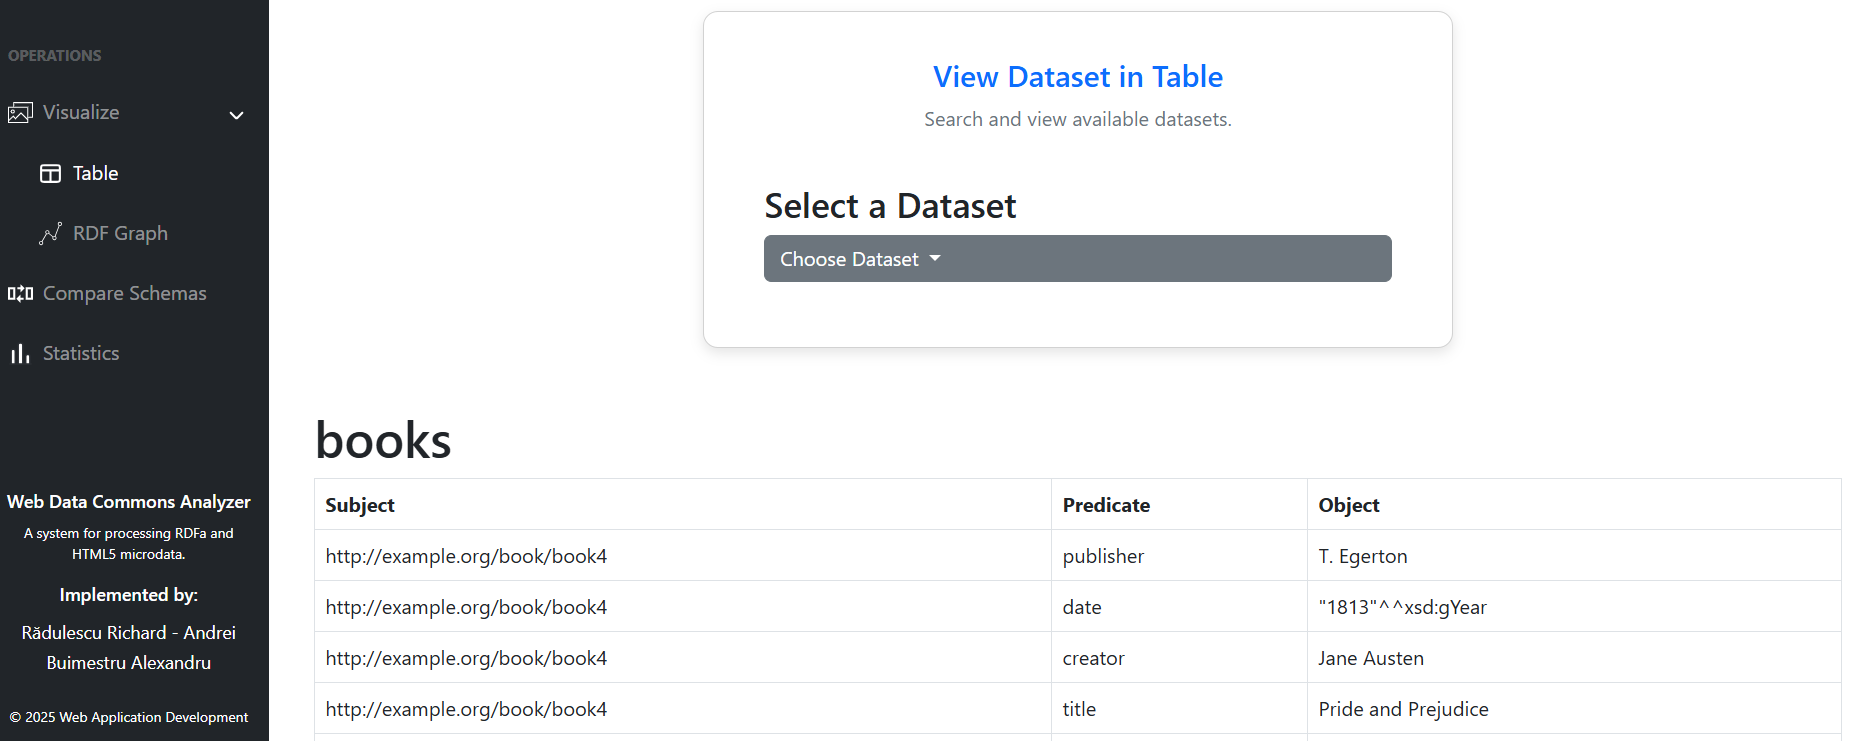 OPERATIONS
Visualize
Table
RDF Graph
Compare Schemas
Statistics
Web Data Commons Analyzer
A system for processing RDFa and
HTML5 microdata.
Implemented by:
Rădulescu Richard - Andrei
Buimestru Alexandru
© 2025 Web Application Development
View Dataset in Table
Search and view available datasets.
Select a Dataset
Choose Dataset
books
Subject Predicate Object
http://example.org/book/book4 publisher T. Egerton
http://example.org/book/book4 date "1813"^^xsd:gYear
http://example.org/book/book4 creator Jane Austen
http://example.org/book/book4 title Pride and Prejudice